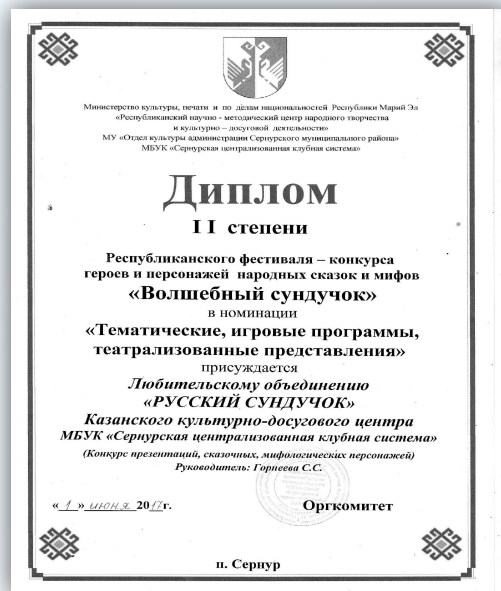 Министерство культуры, печати и по делам национальностей Республики Марий Эл
«Республиканский научно - методический центр народного творчества
и культурно – досуговой деятельности»
МУ «Отдел культуры администрации Сернурского муниципального района»
МБУК «Сернурская централизованная клубная система»
Диплом
II степени
Республиканского фестиваля – конкурса
героев и персонажей народных сказок и мифов
«Волшебный сундучок»
в номинации
«Тематические, игровые программы,
театрализованные представления»
присуждается
Любительскому объединению
«РУССКИЙ СУНДУЧОК»
Казанского культурно-досугового центра
МБУК «Сернурская централизованная клубная система»
(Конкурс презентаций, сказочных, мифологических персонажей)
Руководитель: Горнеева С.С.
« 1 » июня 2017г. Оргкомитет
п. Сернур